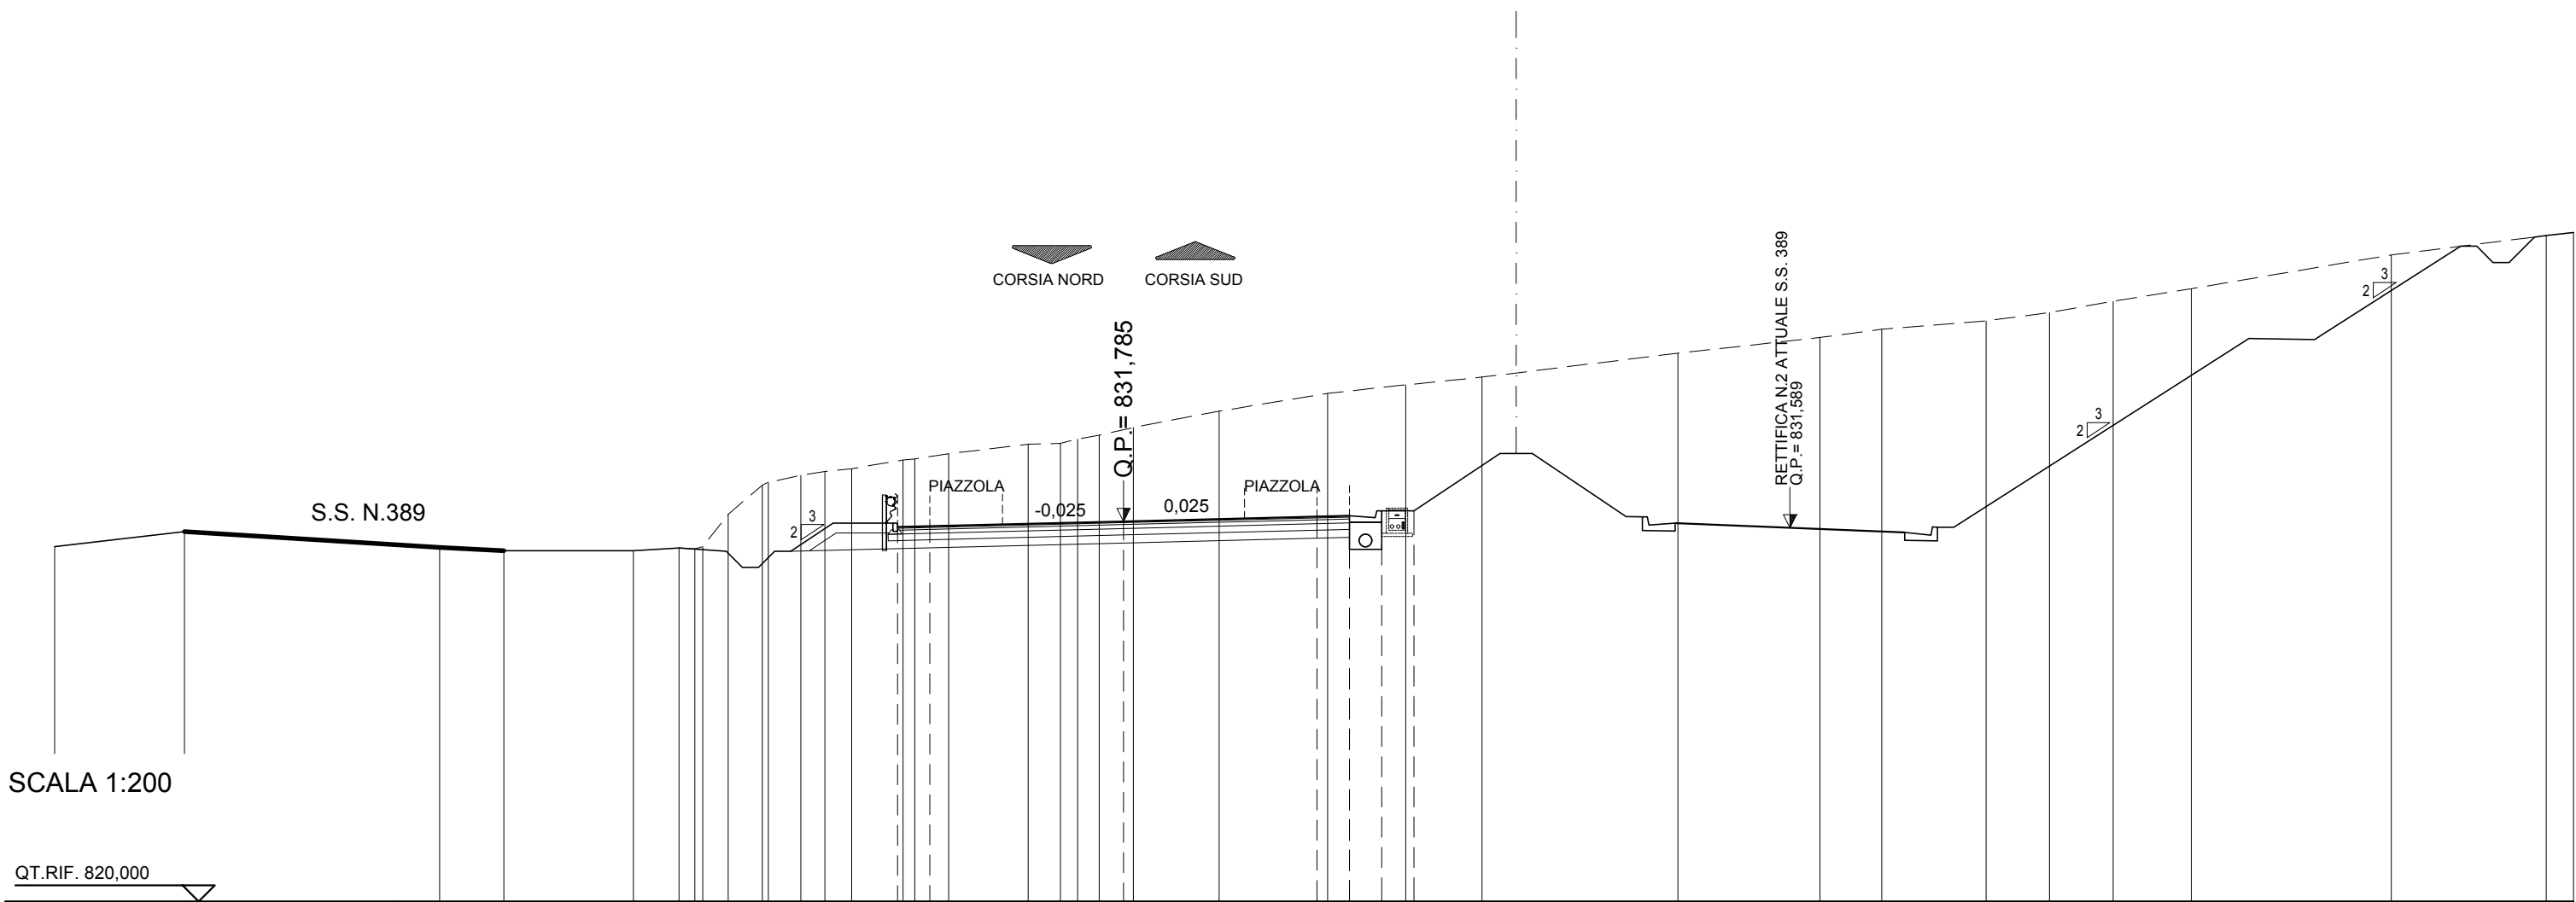 CORSIA NORD
CORSIA SUD
Q.P.= 831,785
RETTIFICA N.2 ATTUALE S.S. 389
Q.P.= 831,589
3
2
3
2
S.S. N.389
3
2
PIAZZOLA
-0,025
0,025
PIAZZOLA
SCALA 1:200
QT.RIF. 820,000